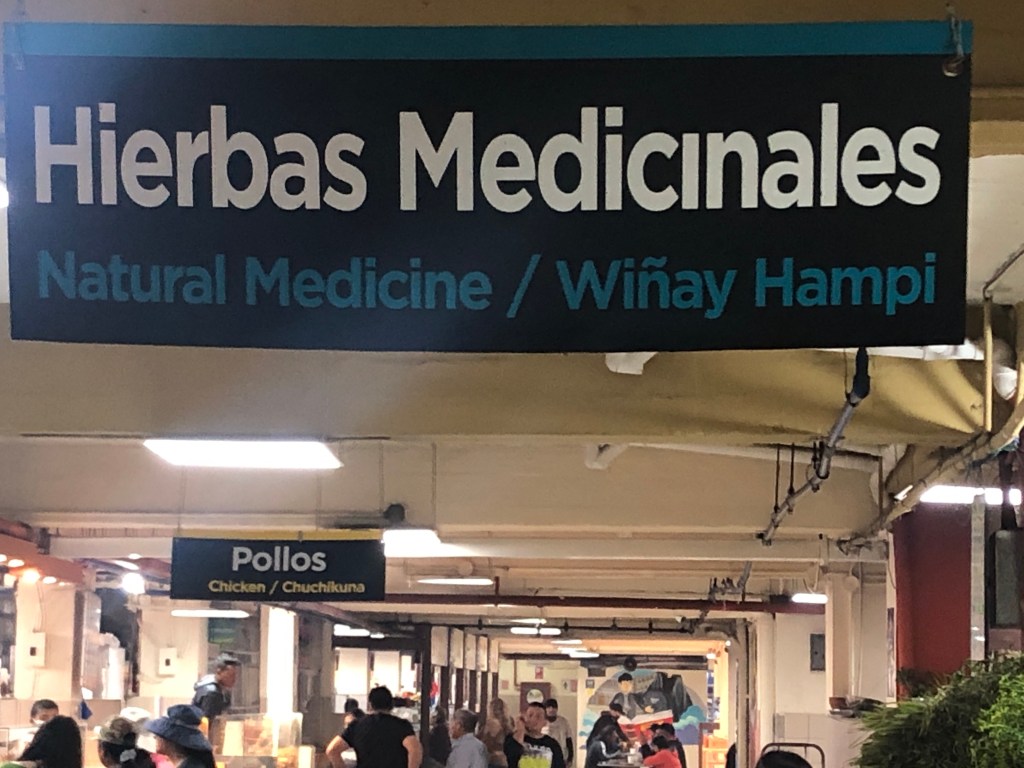 Hierbas Medicinales
Natural Medicine / Wiñay Hampi
Pollos
Chicken / Chuchikuna